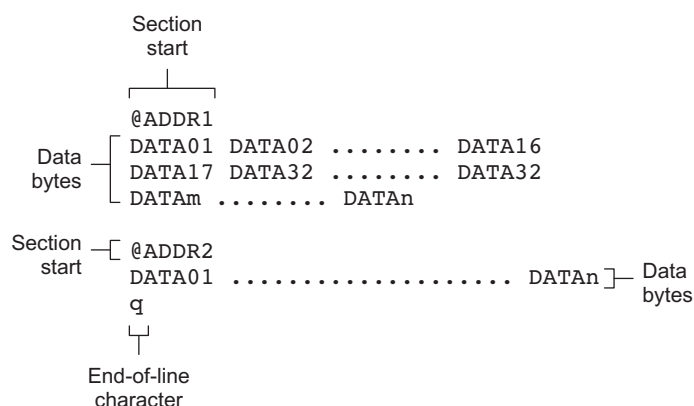 Section
start
@ADDR1
Data
bytes
DATA01 DATA02 ........ DATA16
DATA17 DATA32 ........ DATA32
DATAm ........ DATAn
Section
start
@ADDR2
DATA01 ..................... DATAn
Data
bytes
q
End-of-line
character